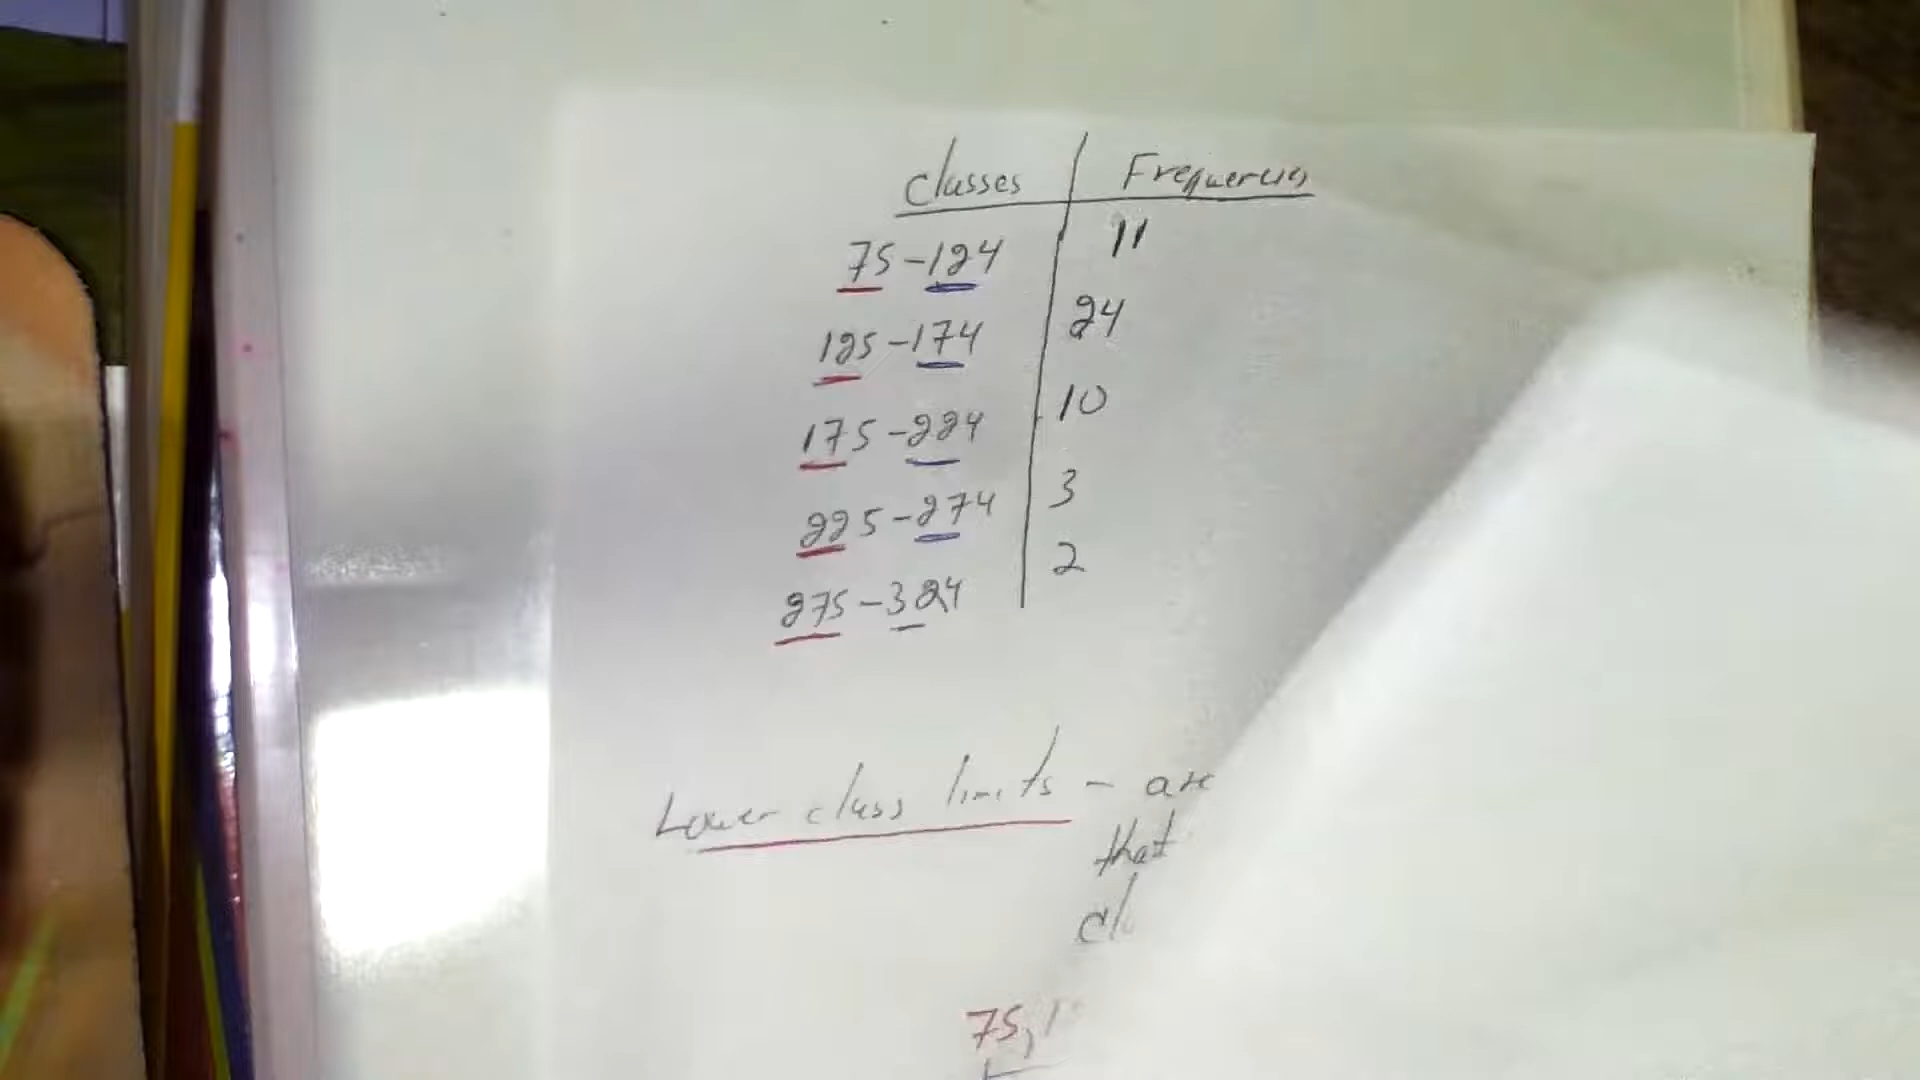 classes Frequencies
75-124 11
125-174 24
175-224 10
225-274 3
275-324 2
Lower class limits - are
that
75,